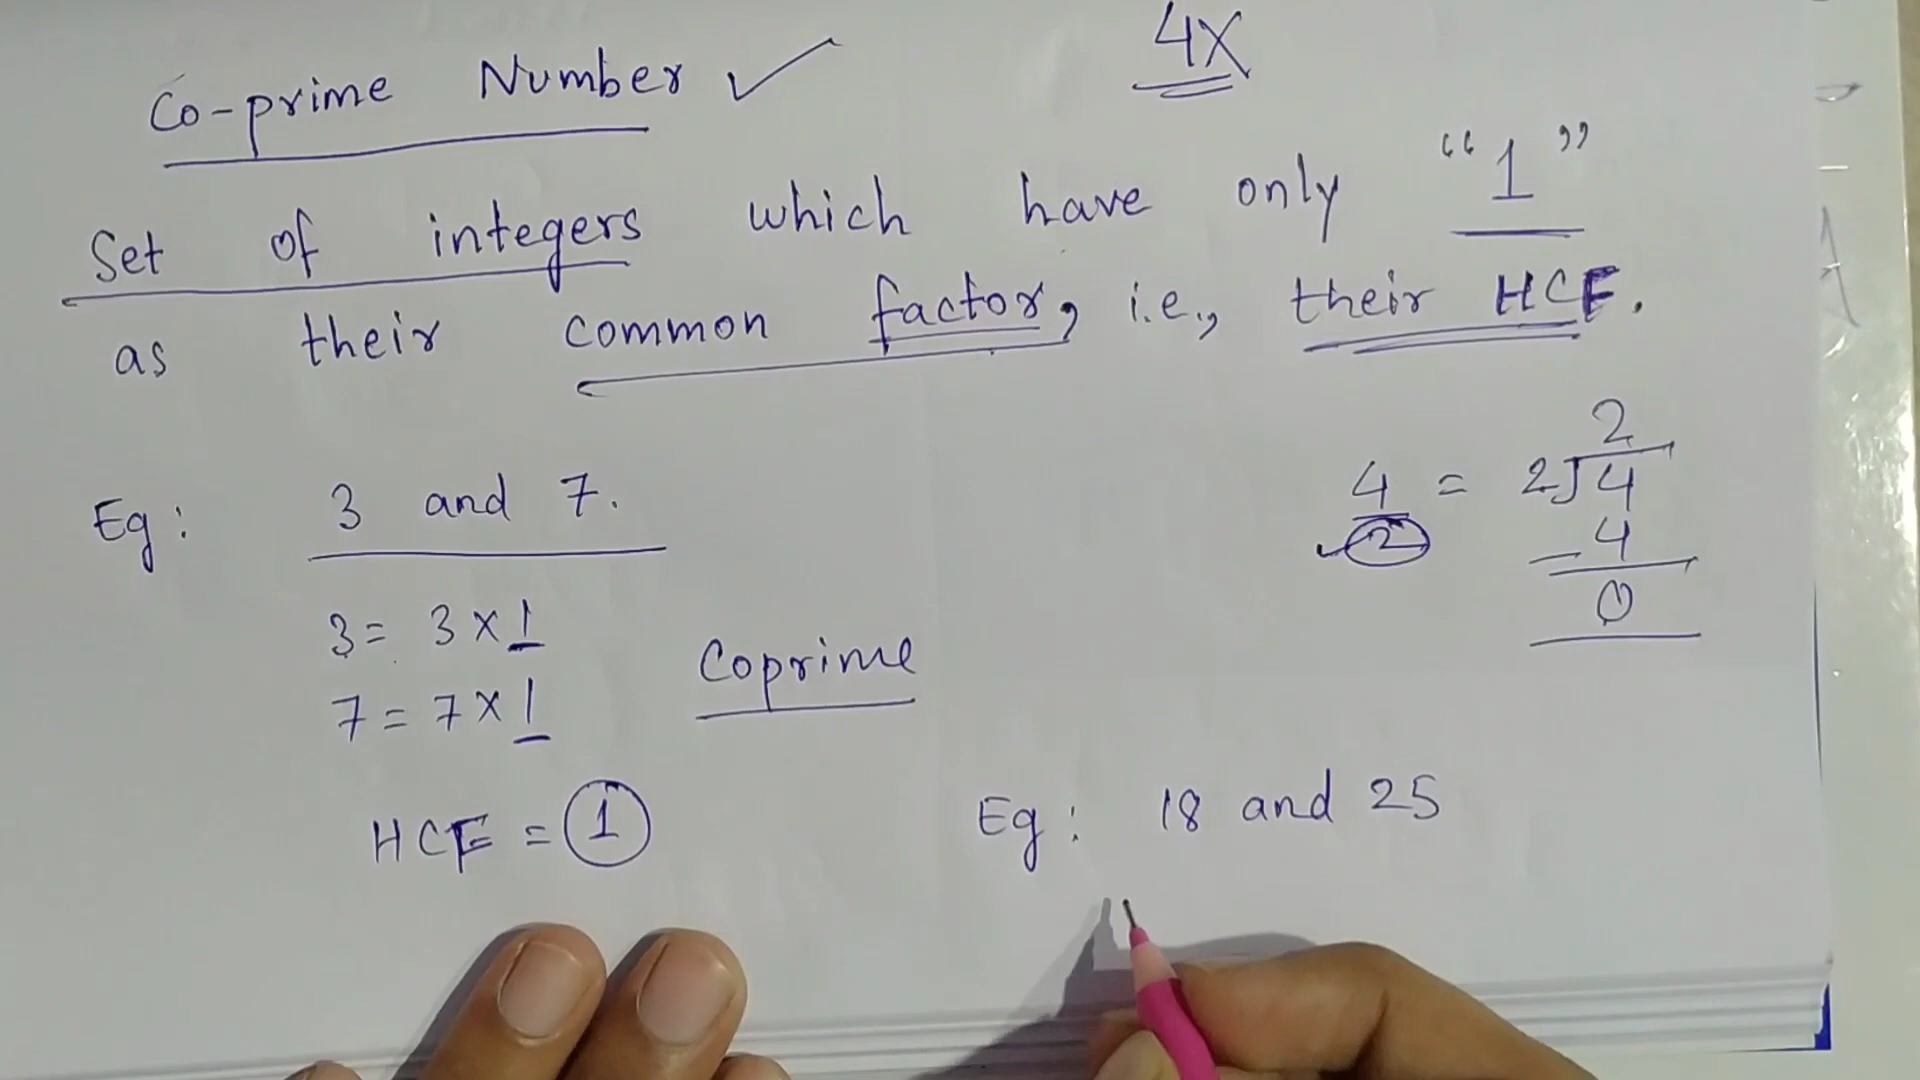 4X
Co-prime Number ✓
Set of integers which have only “1”
as their common factor, i.e., their HCF.
Eg: 3 and 7.
3 = 3 × 1
7 = 7 × 1
Coprime
HCF = 1
4/2 = 2)4
2
- 4
0
Eg: 18 and 25